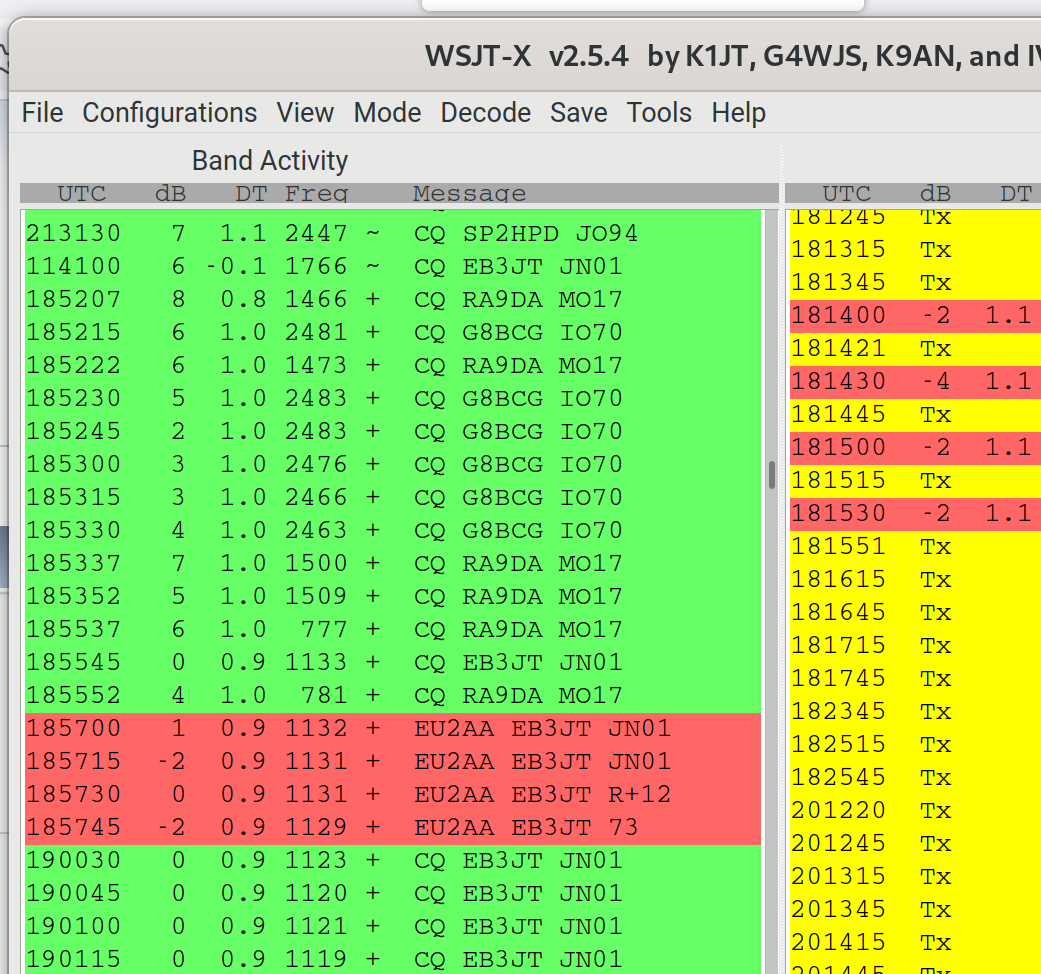 WSJT-X v2.5.4 by K1JT, G4WJS, K9AN, and
File Configurations View Mode Decode Save Tools Help
Band Activity
UTC dB DT Freq Message
213130 7 1.1 2447 ~ CQ SP2HPD JO94
114100 6 -0.1 1766 ~ CQ EB3JT JN01
185207 8 0.8 1466 + CQ RA9DA MO17
185215 6 1.0 2481 + CQ G8BCG IO70
185222 6 1.0 1473 + CQ RA9DA MO17
185230 5 1.0 2483 + CQ G8BCG IO70
185245 2 1.0 2483 + CQ G8BCG IO70
185300 3 1.0 2476 + CQ G8BCG IO70
185315 3 1.0 2466 + CQ G8BCG IO70
185330 4 1.0 2463 + CQ G8BCG IO70
185337 7 1.0 1500 + CQ RA9DA MO17
185352 5 1.0 1509 + CQ RA9DA MO17
185537 6 1.0 777 + CQ RA9DA MO17
185545 0 0.9 1133 + CQ EB3JT JN01
185552 4 1.0 781 + CQ RA9DA MO17
185700 1 0.9 1132 + EU2AA EB3JT JN01
185715 -2 0.9 1131 + EU2AA EB3JT JN01
185730 0 0.9 1131 + EU2AA EB3JT R+12
185745 -2 0.9 1129 + EU2AA EB3JT 73
190030 0 0.9 1123 + CQ EB3JT JN01
190045 0 0.9 1120 + CQ EB3JT JN01
190100 0 0.9 1121 + CQ EB3JT JN01
190115 0 0.9 1119 + CQ EB3JT JN01
UTC dB DT
181245 Tx
181315 Tx
181345 Tx
181400 -2 1.1
181421 Tx
181430 -4 1.1
181445 Tx
181500 -2 1.1
181515 Tx
181530 -2 1.1
181551 Tx
181615 Tx
181645 Tx
181715 Tx
181745 Tx
182345 Tx
182515 Tx
182545 Tx
201220 Tx
201245 Tx
201315 Tx
201345 Tx
201415 Tx
201445 Tx